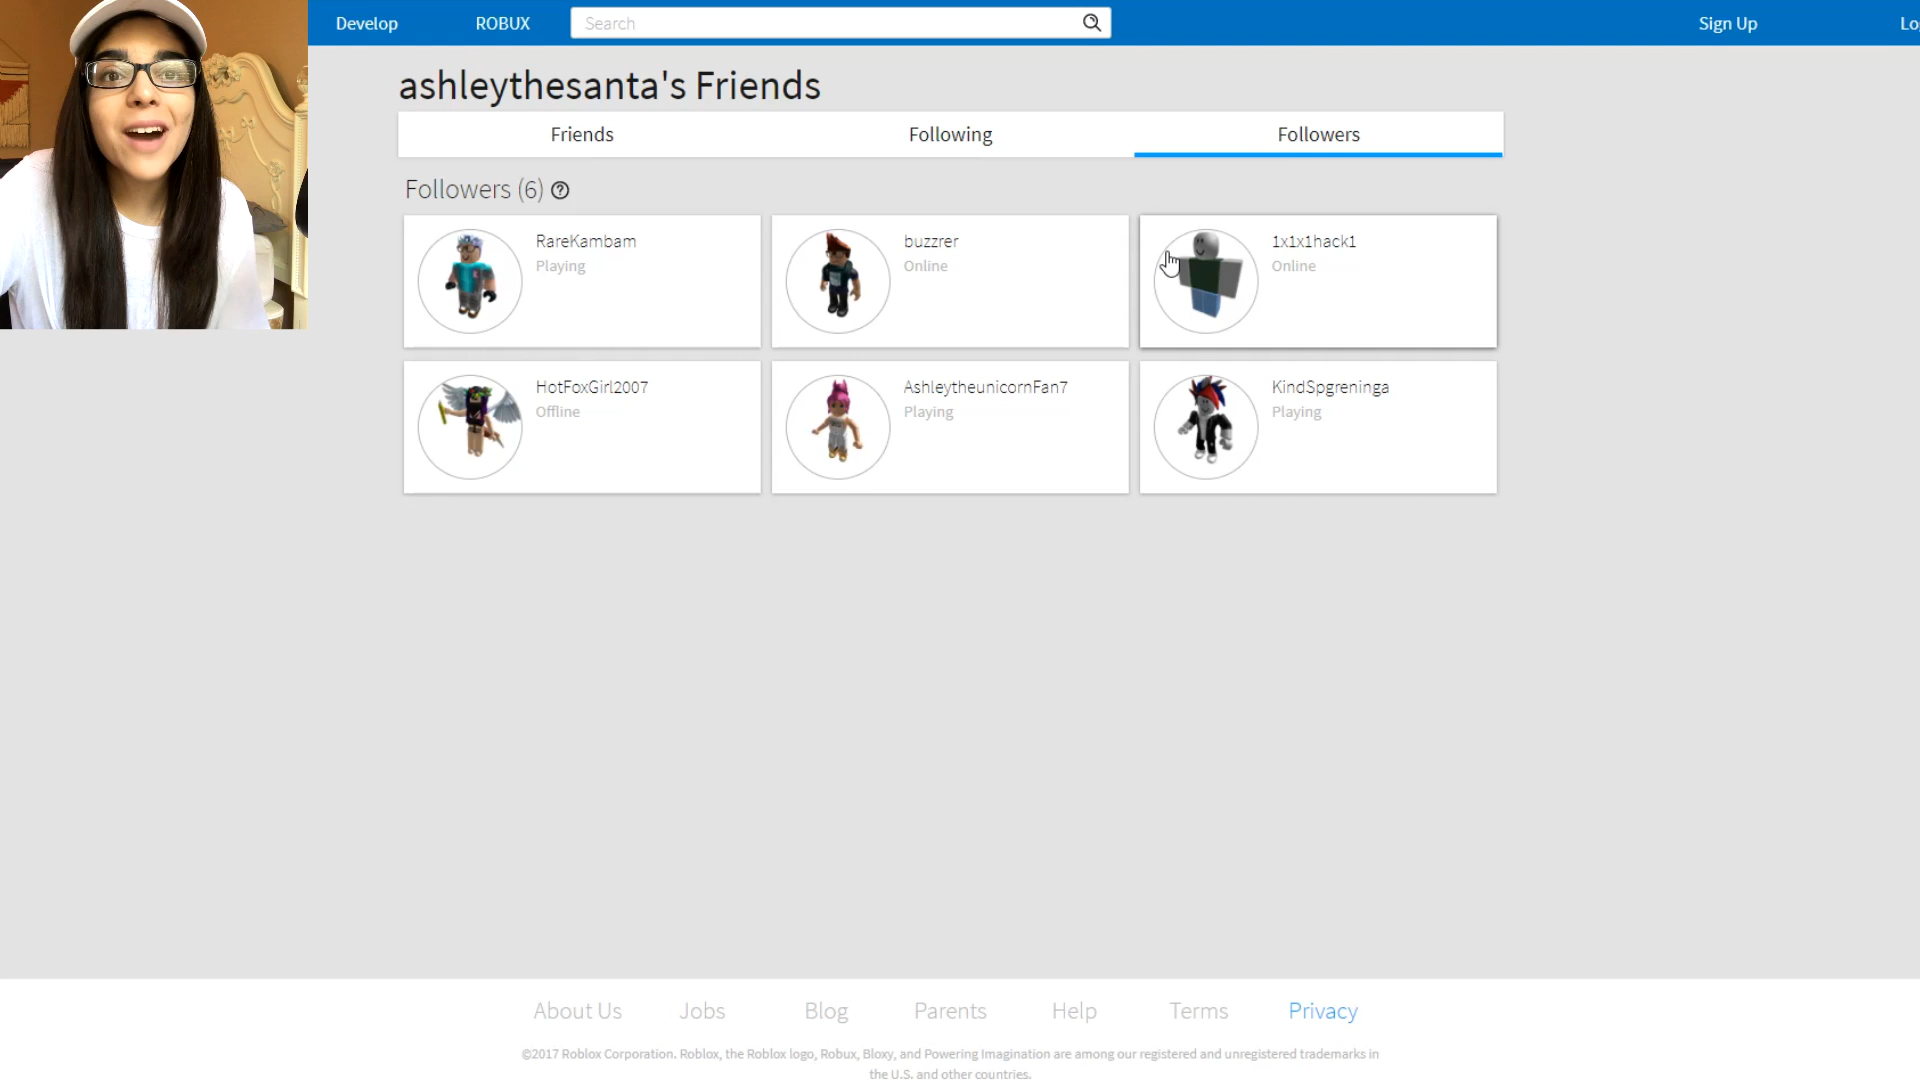 Develop ROBUX Search Sign Up Lo
ashleythesanta's Friends
Friends Following Followers
Followers (6)
RareKambam
Playing
buzzrer
Online
1x1x1hack1
Online
HotFoxGirl2007
Offline
AshleytheunicornFan7
Playing
KindSpgreninga
Playing
About Us Jobs Blog Parents Help Terms Privacy
©2017 Roblox Corporation. Roblox, the Roblox logo, Robux, Bloxy, and Powering Imagination are among our registered and unregistered trademarks in
the U.S. and other countries.